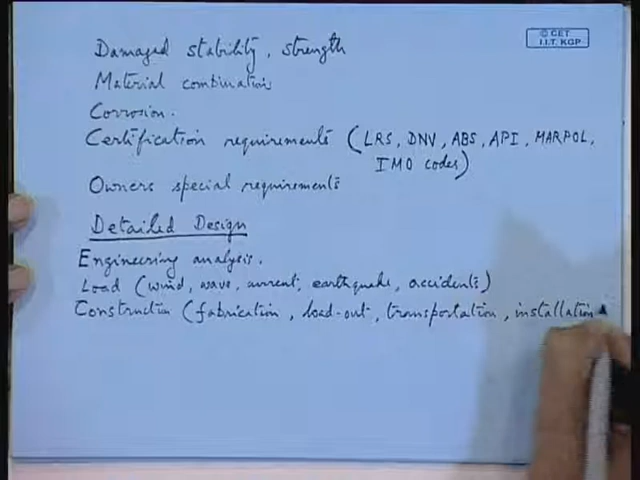 © CET
I.I.T. KGP
Damaged stability, strength
Material combination
Corrosion.
Certification requirements (LRS, DNV, ABS, API, MARPOL,
IMO codes)
Owners special requirements
Detailed Design
Engineering analysis.
Load (wind, wave, current, earthquake, accidents)
Construction (fabrication, load-out, transportation, installation